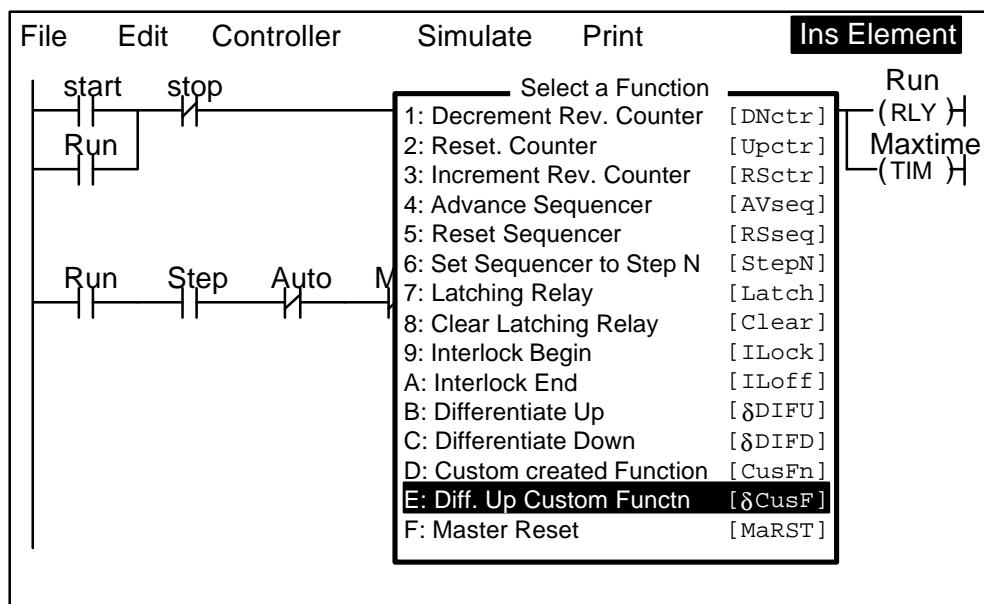 File Edit Controller Simulate Print Ins Element
start stop
Run
Select a Function
1: Decrement Rev. Counter [DNctr]
2: Reset. Counter [Upctr]
3: Increment Rev. Counter [RSctr]
4: Advance Sequencer [AVseq]
5: Reset Sequencer [RSseq]
6: Set Sequencer to Step N [StepN]
7: Latching Relay [Latch]
8: Clear Latching Relay [Clear]
9: Interlock Begin [ILock]
A: Interlock End [ILoff]
B: Differentiate Up [δDIFU]
C: Differentiate Down [δDIFD]
D: Custom created Function [CusFn]
E: Diff. Up Custom Functn [δCusF]
F: Master Reset [MaRST]
Run
(RLY )
Maxtime
(TIM )
Run Step Auto